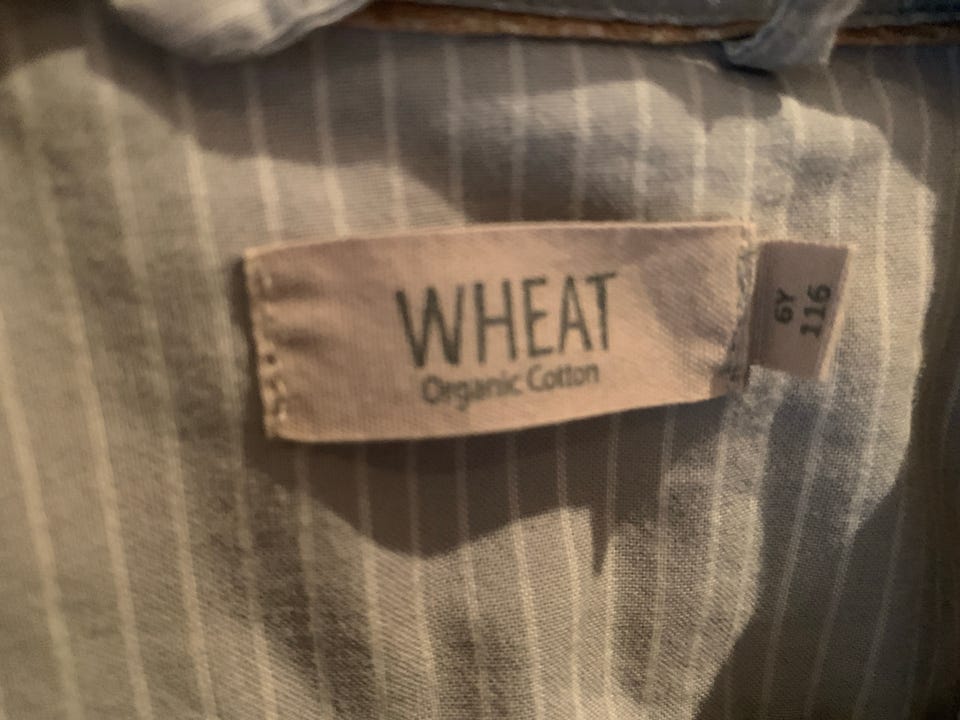 WHEAT
Organic Cotton
6Y
116